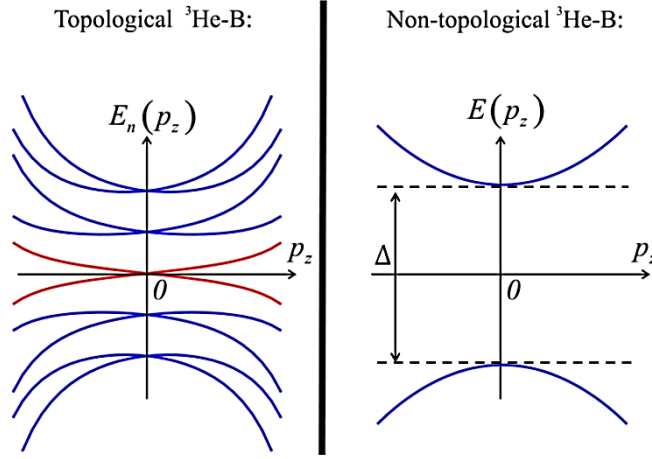 Topological ³He-B:
Non-topological ³He-B:
Eₙ(p_z)
E(p_z)
p_z
p_z
Δ
0
0